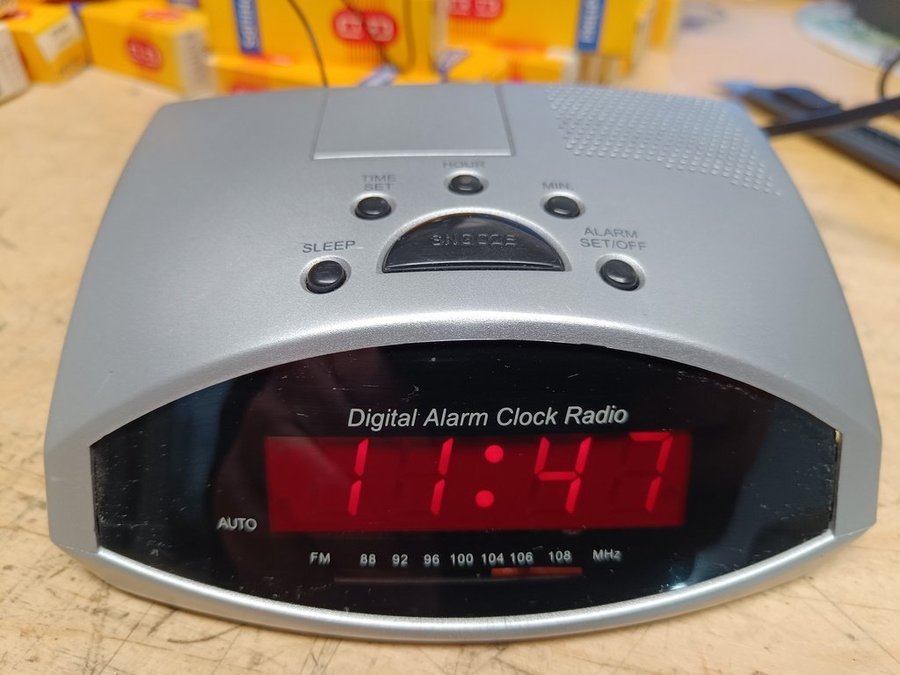 HOUR
TIME SET
MIN.
SNOOZE
SLEEP
ALARM SET/OFF
Digital Alarm Clock Radio
11:47
AUTO
FM 88 92 96 100 104 106 108 MHz